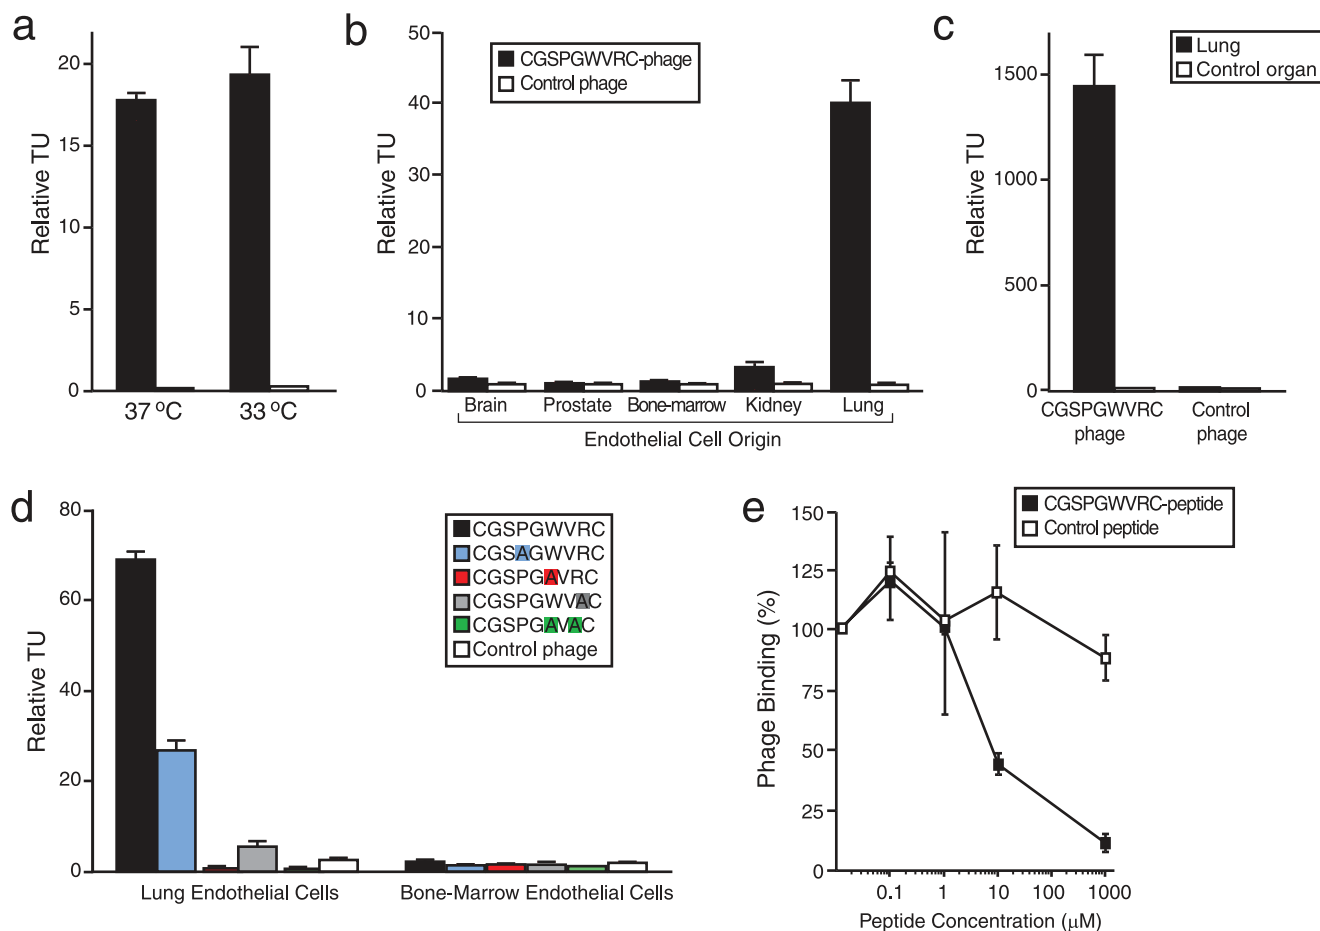 a
Relative TU
20
15
10
5
0
37 ºC
33 ºC
b
Relative TU
50
40
30
20
10
0
CGSPGWVRC-phage
Control phage
Brain
Prostate
Bone-marrow
Kidney
Lung
Endothelial Cell Origin
c
Relative TU
1500
1000
500
0
Lung
Control organ
CGSPGWVRC
phage
Control
phage
d
Relative TU
80
60
40
20
0
CGSPGWVRC
CGSAGWVRC
CGSPGAVRC
CGSPGWVAC
CGSPGAVAC
Control phage
Lung Endothelial Cells
Bone-Marrow Endothelial Cells
e
Phage Binding (%)
150
125
100
75
50
25
0
CGSPGWVRC-peptide
Control peptide
0.1
1
10
100
1000
Peptide Concentration (μM)